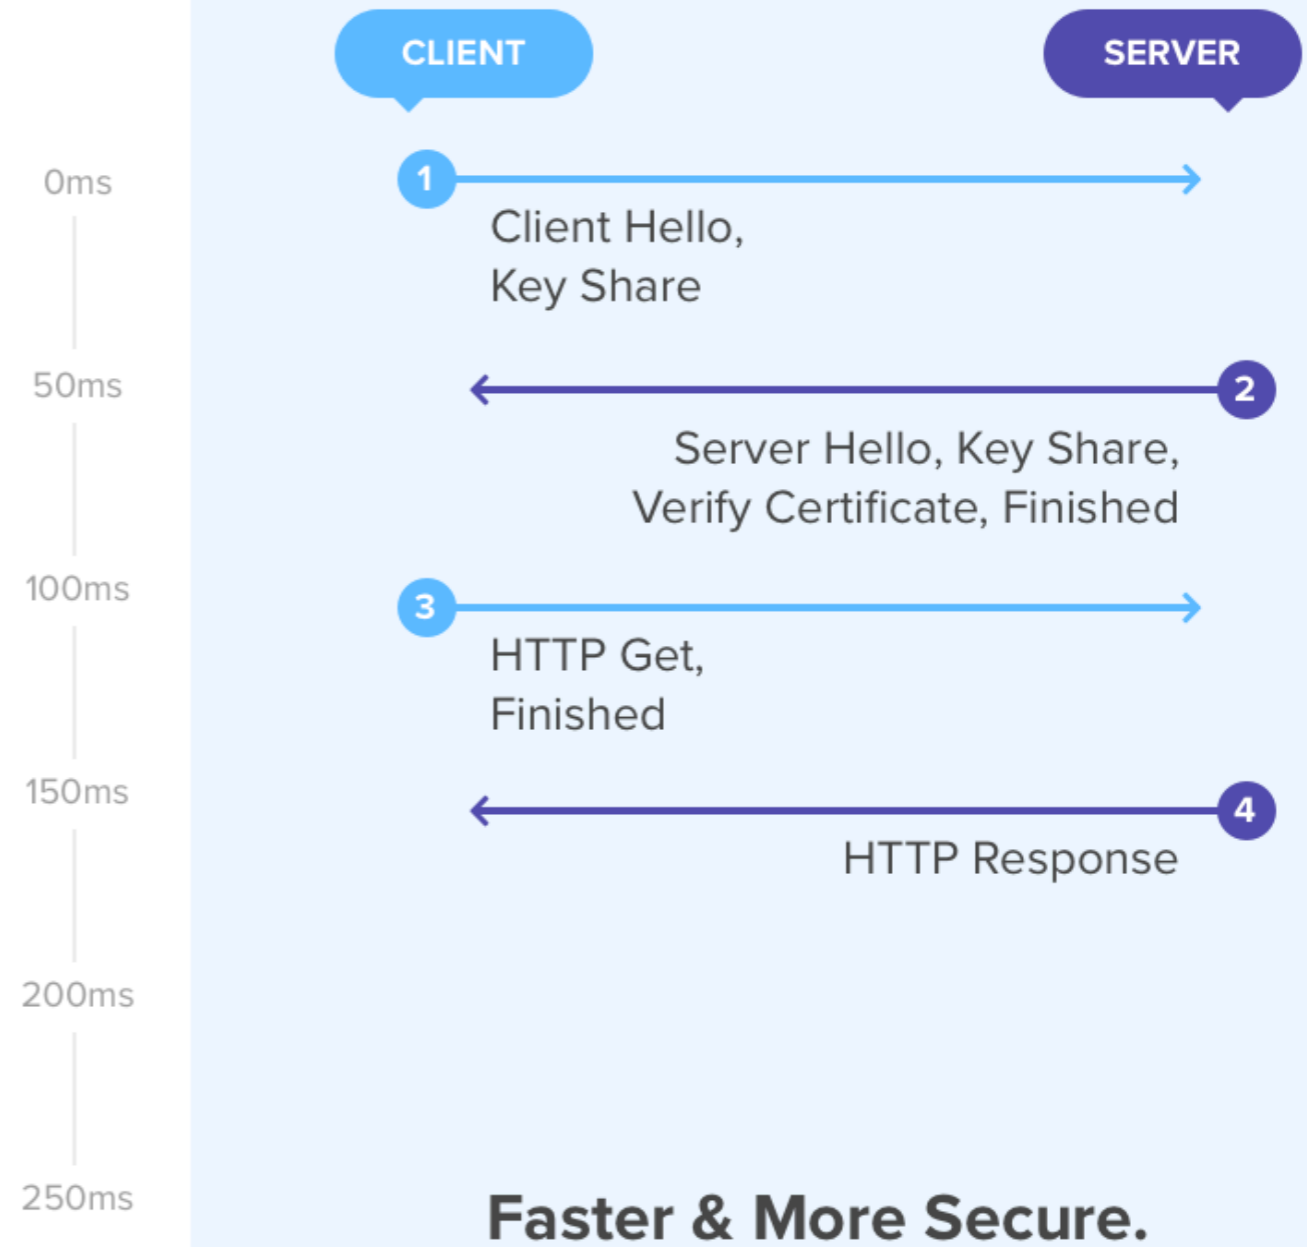 CLIENT
SERVER
0ms
1
Client Hello,
Key Share
50ms
2
Server Hello, Key Share,
Verify Certificate, Finished
100ms
3
HTTP Get,
Finished
150ms
4
HTTP Response
200ms
250ms
Faster & More Secure.